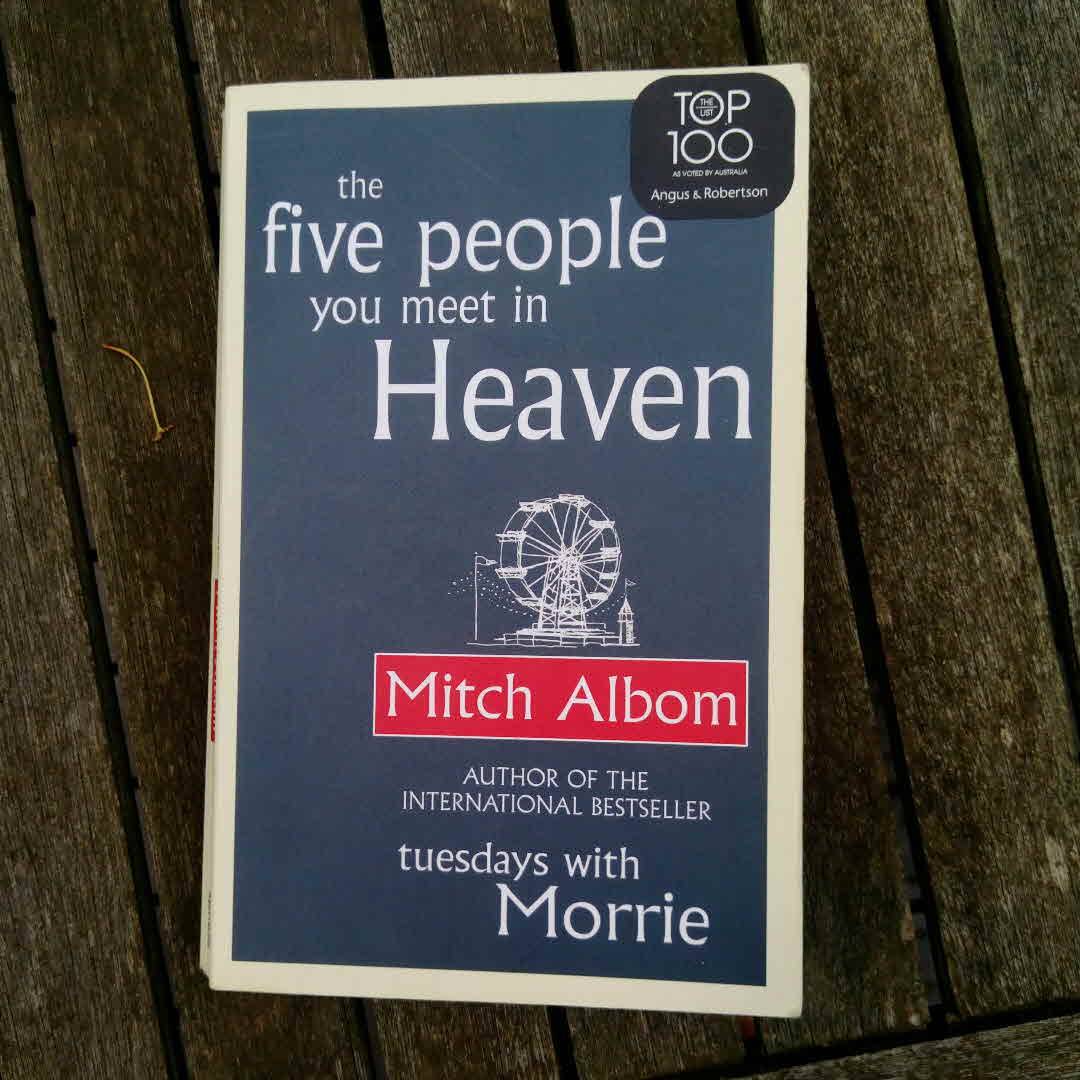 TOP
THE
LIST
100
AS VOTED BY AUSTRALIA
Angus & Robertson
the
five people
you meet in
Heaven
Mitch Albom
AUTHOR OF THE
INTERNATIONAL BESTSELLER
tuesdays with
Morrie